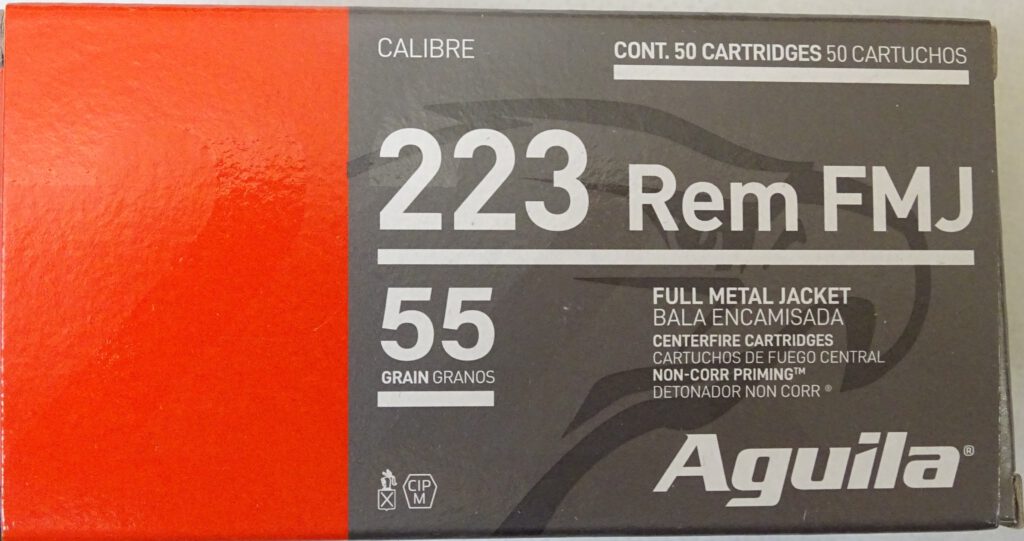 CALIBRE
CONT. 50 CARTRIDGES 50 CARTUCHOS
223 Rem FMJ
55
GRAIN GRANOS
FULL METAL JACKET
BALA ENCAMISADA
CENTERFIRE CARTRIDGES
CARTUCHOS DE FUEGO CENTRAL
NON-CORR PRIMING™
DETONADOR NON CORR ®
Aguila®
CIP
M